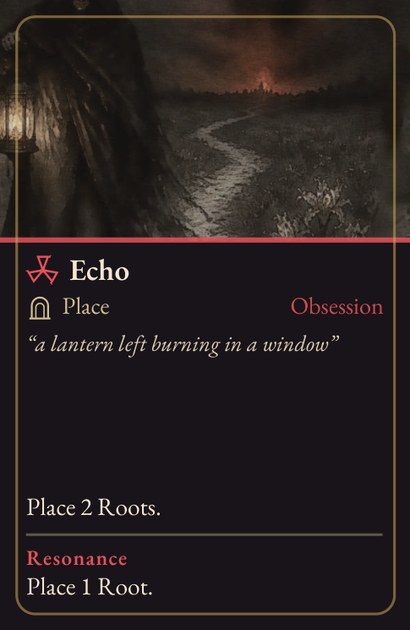 Echo
Place Obsession
“a lantern left burning in a window”
Place 2 Roots.
Resonance
Place 1 Root.